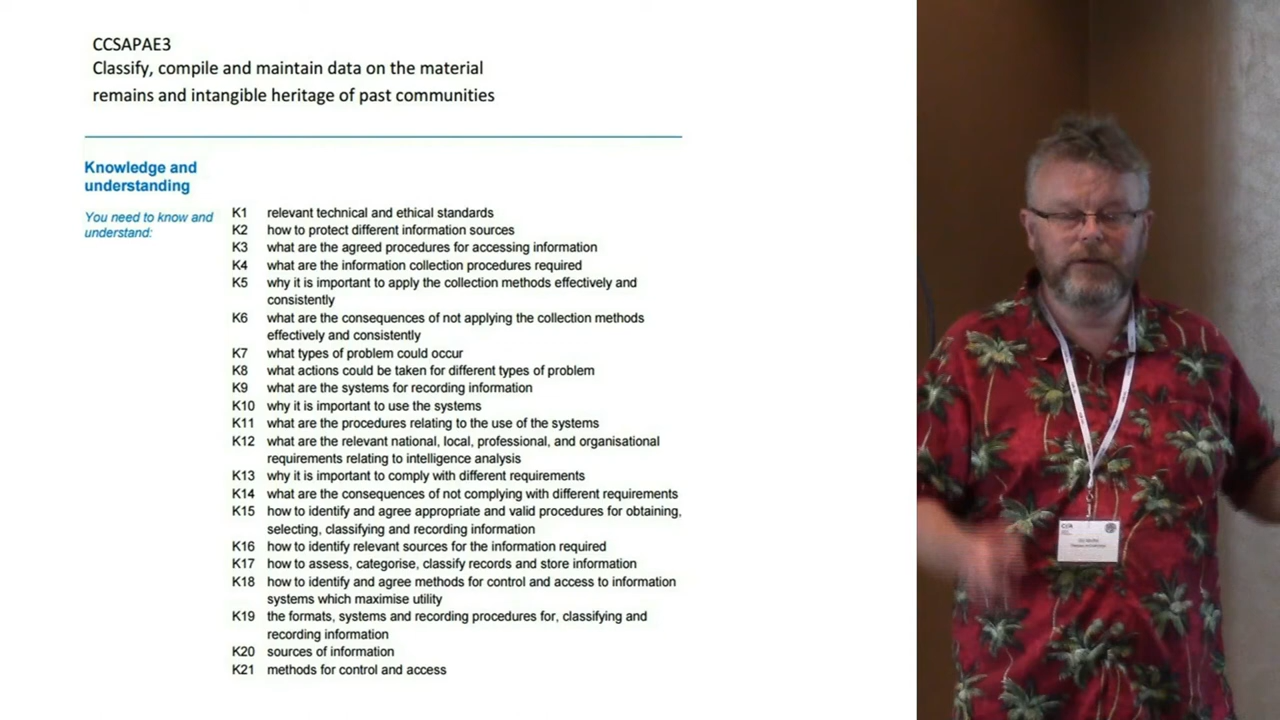 CCSAPAE3
Classify, compile and maintain data on the material
remains and intangible heritage of past communities
Knowledge and
understanding
You need to know and
understand:
K1 relevant technical and ethical standards
K2 how to protect different information sources
K3 what are the agreed procedures for accessing information
K4 what are the information collection procedures required
K5 why it is important to apply the collection methods effectively and
consistently
K6 what are the consequences of not applying the collection methods
effectively and consistently
K7 what types of problem could occur
K8 what actions could be taken for different types of problem
K9 what are the systems for recording information
K10 why it is important to use the systems
K11 what are the procedures relating to the use of the systems
K12 what are the relevant national, local, professional, and organisational
requirements relating to intelligence analysis
K13 why it is important to comply with different requirements
K14 what are the consequences of not complying with different requirements
K15 how to identify and agree appropriate and valid procedures for obtaining,
selecting, classifying and recording information
K16 how to identify relevant sources for the information required
K17 how to assess, categorise, classify records and store information
K18 how to identify and agree methods for control and access to information
systems which maximise utility
K19 the formats, systems and recording procedures for, classifying and
recording information
K20 sources of information
K21 methods for control and access